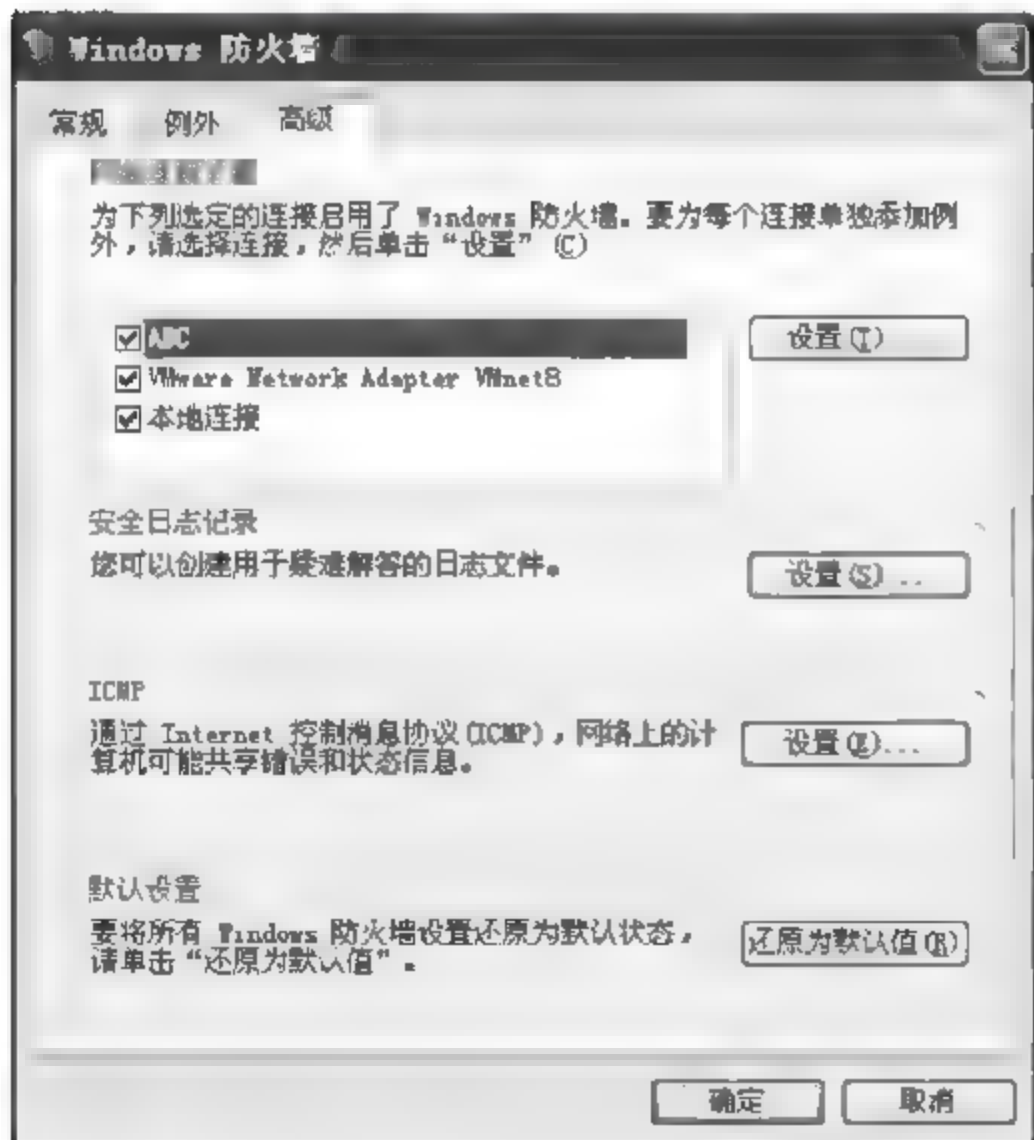 Windows 防火墙
常规 例外 高级
为下列选定的连接启用了 Windows 防火墙。要为每个连接单独添加例
外，请选择连接，然后单击“设置”(C)
ABC
设置(T)
VMware Network Adapter VMnet8
本地连接
安全日志记录
您可以创建用于疑难解答的日志文件。
设置(S)..
ICMP
通过 Internet 控制消息协议(ICMP)，网络上的计
算机可能共享错误和状态信息。
设置(E)...
默认设置
要将所有 Windows 防火墙设置还原为默认状态，
请单击“还原为默认值”。
还原为默认值(R)
确定 取消